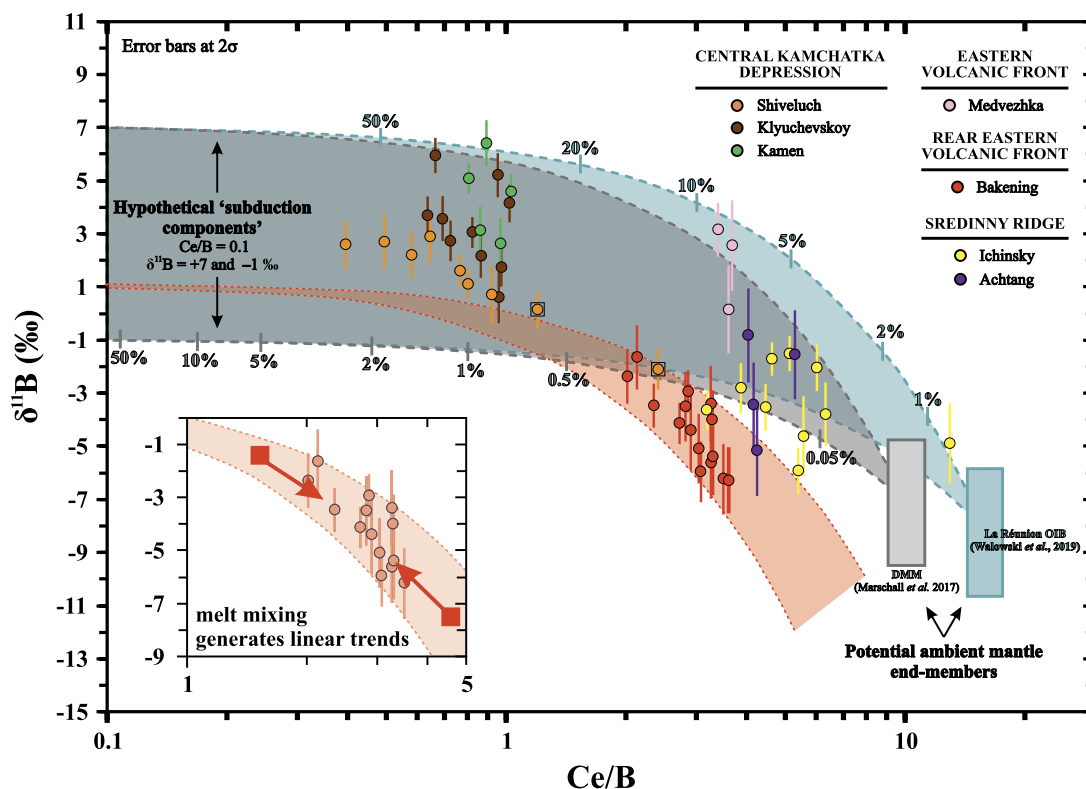 Error bars at 2σ
CENTRAL KAMCHATKA
DEPRESSION
Shiveluch
Klyuchevskoy
Kamen
EASTERN
VOLCANIC FRONT
Medvezhka
REAR EASTERN
VOLCANIC FRONT
Bakening
SREDINNY RIDGE
Ichinsky
Achtang
11
9
7
5
3
1
-1
-3
-5
-7
-9
-11
-13
-15
δ¹¹B (‰)
50%
20%
10%
5%
2%
1%
Hypothetical ‘subduction
components’
Ce/B = 0.1
δ¹¹B = +7 and −1 ‰
50%
10%
5%
2%
1%
0.5%
0.05%
-1
-3
-5
-7
-9
melt mixing
generates linear trends
1
5
La Réunion OIB
(Walowski et al., 2019)
DMM
(Marschall et al. 2017)
Potential ambient mantle
end-members
0.1
1
10
Ce/B